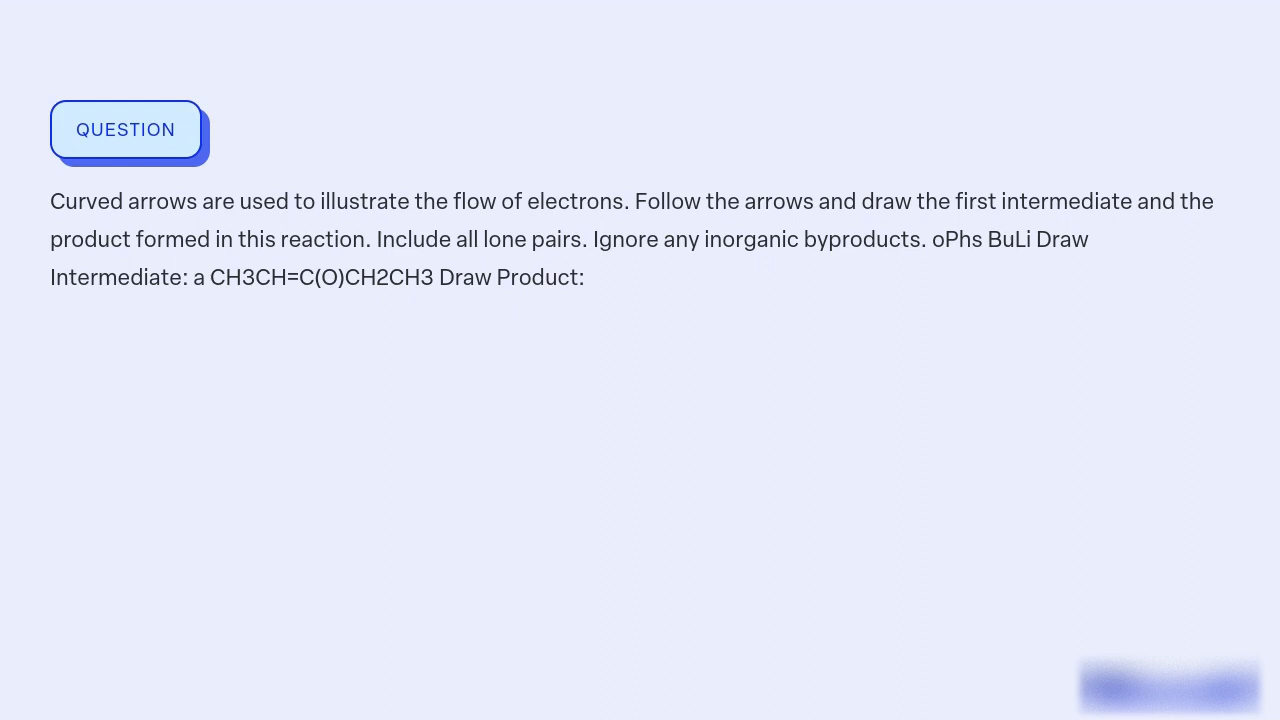 QUESTION
Curved arrows are used to illustrate the flow of electrons. Follow the arrows and draw the first intermediate and the
product formed in this reaction. Include all lone pairs. Ignore any inorganic byproducts. oPhs BuLi Draw
Intermediate: a CH3CH=C(O)CH2CH3 Draw Product: